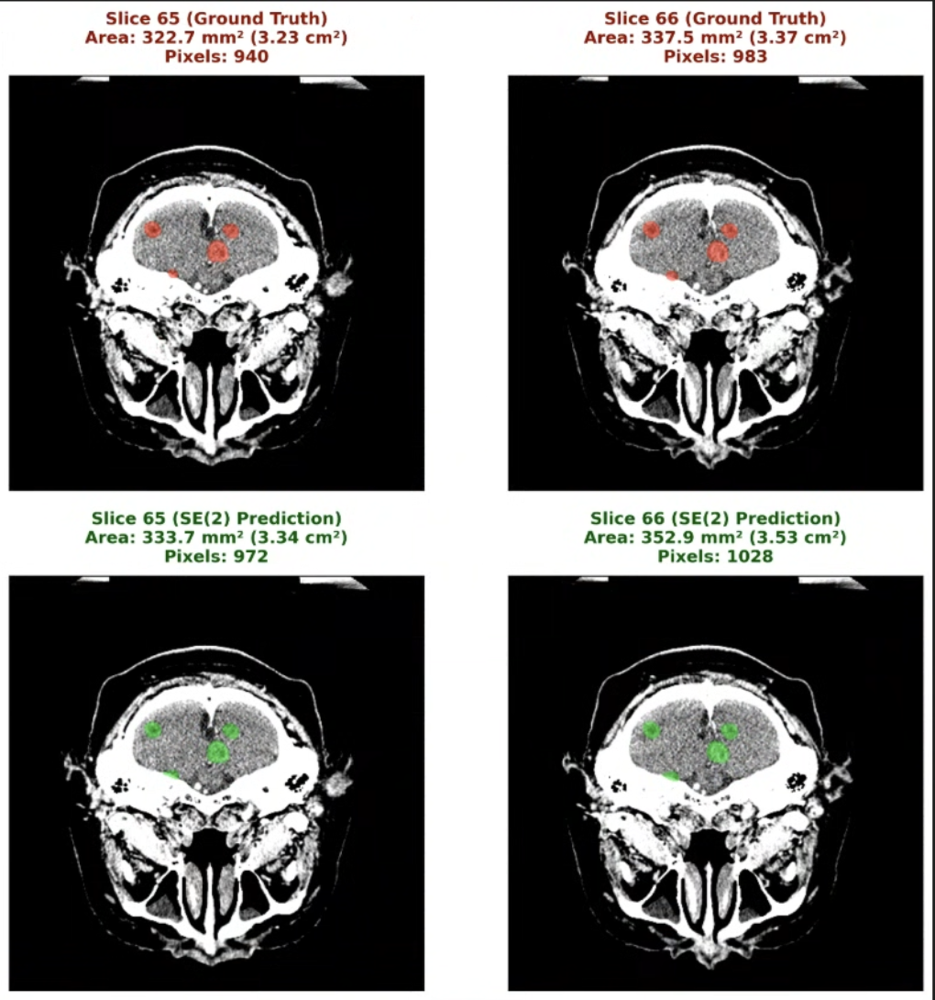 Slice 65 (Ground Truth)
Area: 322.7 mm² (3.23 cm²)
Pixels: 940
Slice 66 (Ground Truth)
Area: 337.5 mm² (3.37 cm²)
Pixels: 983
Slice 65 (SE(2) Prediction)
Area: 333.7 mm² (3.34 cm²)
Pixels: 972
Slice 66 (SE(2) Prediction)
Area: 352.9 mm² (3.53 cm²)
Pixels: 1028